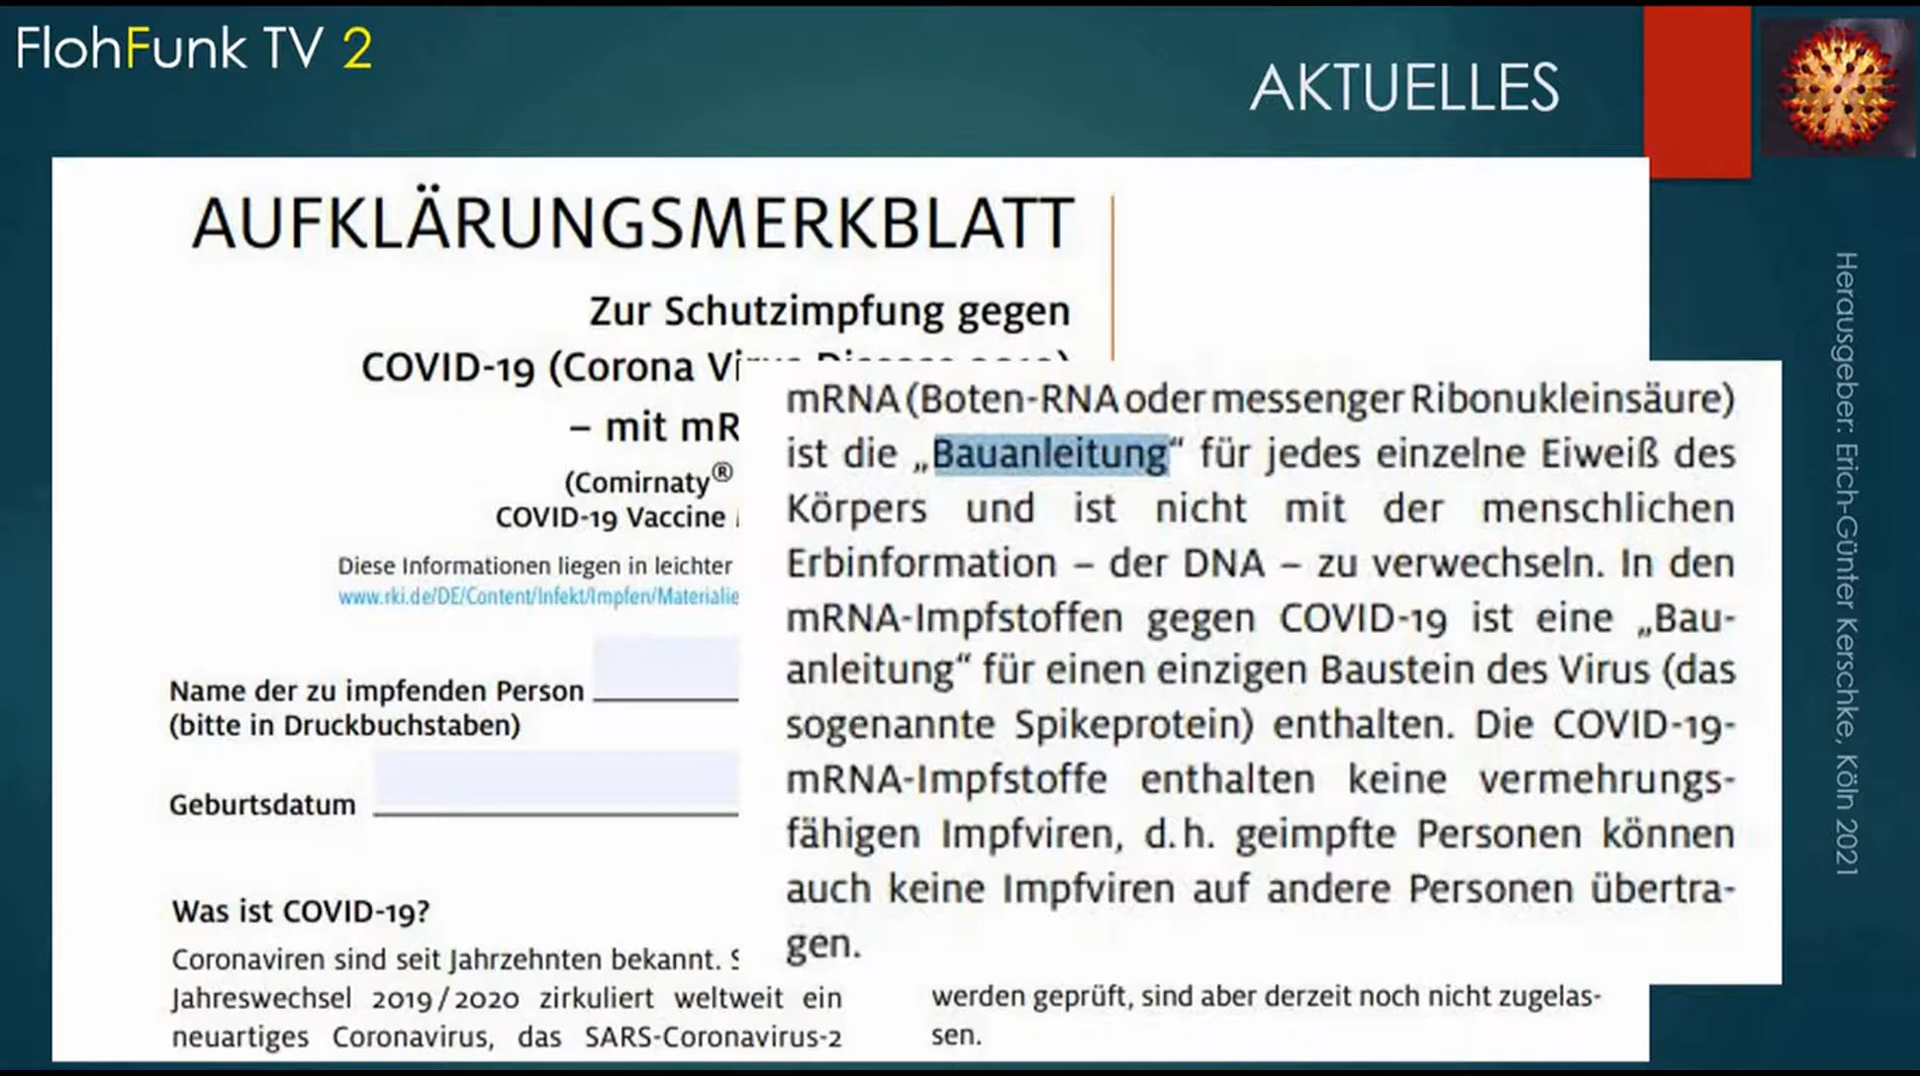 FlohFunk TV 2
AKTUELLES
AUFKLÄRUNGSMERKBLATT
Zur Schutzimpfung gegen
COVID-19 (Corona
– mit
(Comirnaty®
COVID-19 Vaccine
Diese Informationen liegen in leichter
www.rki.de/DE/Content/Infekt/Impfen/Materialie
Name der zu impfenden Person
(bitte in Druckbuchstaben)
Geburtsdatum
Was ist COVID-19?
Coronaviren sind seit Jahrzehnten bekannt.
Jahreswechsel 2019/2020 zirkuliert weltweit ein
neuartiges Coronavirus, das SARS-Coronavirus-2
mRNA (Boten-RNA oder messenger Ribonukleinsäure)
ist die „Bauanleitung“ für jedes einzelne Eiweiß des
Körpers und ist nicht mit der menschlichen
Erbinformation – der DNA – zu verwechseln. In den
mRNA-Impfstoffen gegen COVID-19 ist eine „Bau-
anleitung“ für einen einzigen Baustein des Virus (das
sogenannte Spikeprotein) enthalten. Die COVID-19-
mRNA-Impfstoffe enthalten keine vermehrungs-
fähigen Impfviren, d. h. geimpfte Personen können
auch keine Impfviren auf andere Personen übertra-
gen.
werden geprüft, sind aber derzeit noch nicht zugelas-
sen.
Herausgeber: Erich-Günter Kerschke, Köln 2021